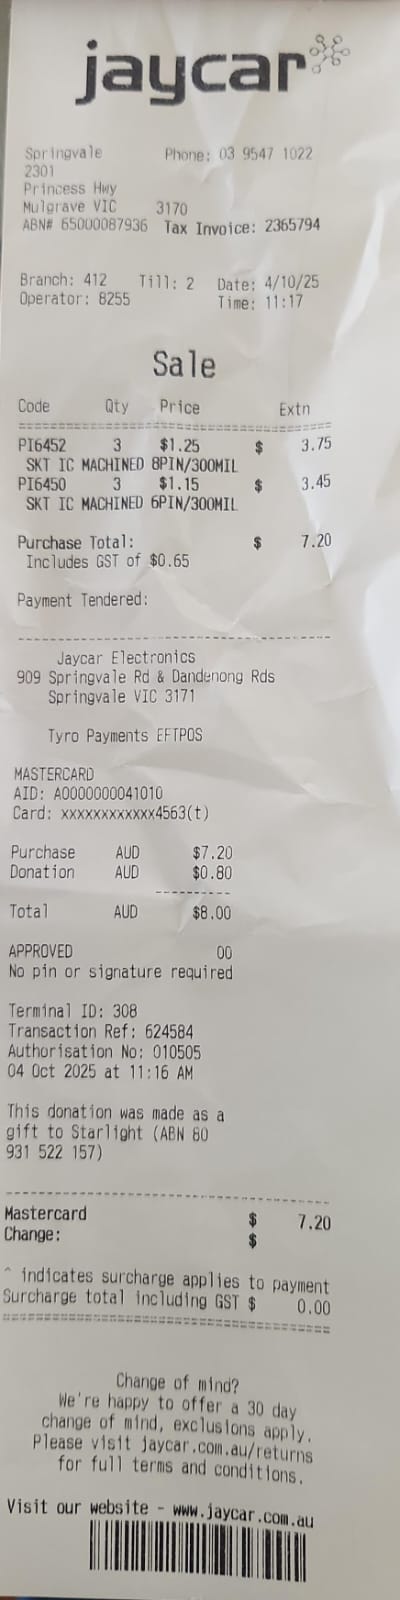 jaycar
Springvale Phone: 03 9547 1022
2301
Princess Hwy
Mulgrave VIC 3170
ABN# 65000087936 Tax Invoice: 2365794
Branch: 412 Till: 2 Date: 4/10/25
Operator: 8255 Time: 11:17
Sale
Code Qty Price Extn
==================================
PI6452 3 $1.25 $ 3.75
SKT IC MACHINED 8PIN/300MIL
PI6450 3 $1.15 $ 3.45
SKT IC MACHINED 6PIN/300MIL
Purchase Total: $ 7.20
Includes GST of $0.65
Payment Tendered:
----------------------------------
Jaycar Electronics
909 Springvale Rd & Dandenong Rds
Springvale VIC 3171
Tyro Payments EFTPOS
MASTERCARD
AID: A0000000041010
Card: xxxxxxxxxxxx4563(t)
Purchase AUD $7.20
Donation AUD $0.80
----------
Total AUD $8.00
APPROVED 00
No pin or signature required
Terminal ID: 308
Transaction Ref: 624584
Authorisation No: 010505
04 Oct 2025 at 11:16 AM
This donation was made as a
gift to Starlight (ABN 80
931 522 157)
----------------------------------
Mastercard $ 7.20
Change: $
^ indicates surcharge applies to payment
Surcharge total including GST $ 0.00
==================================
Change of mind?
We're happy to offer a 30 day
change of mind, exclusions apply.
Please visit jaycar.com.au/returns
for full terms and conditions.
Visit our website - www.jaycar.com.au